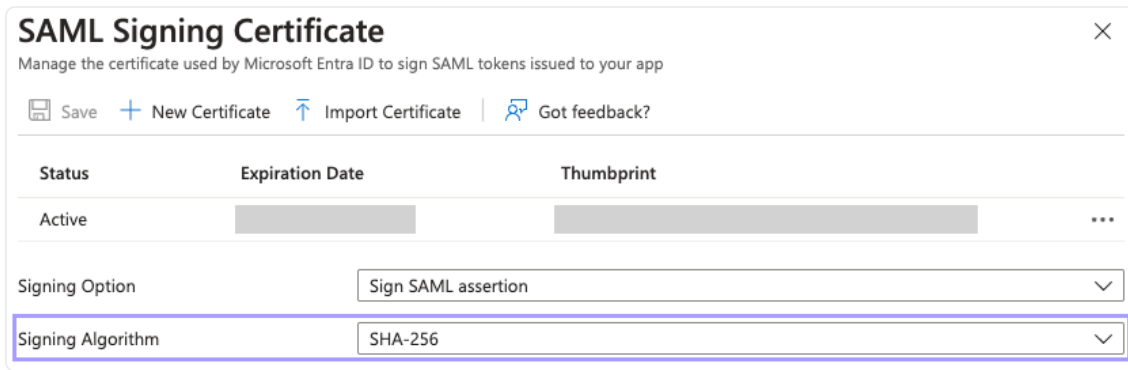 SAML Signing Certificate
Manage the certificate used by Microsoft Entra ID to sign SAML tokens issued to your app
Save New Certificate Import Certificate Got feedback?
Status Expiration Date Thumbprint
Active
Signing Option Sign SAML assertion
Signing Algorithm SHA-256